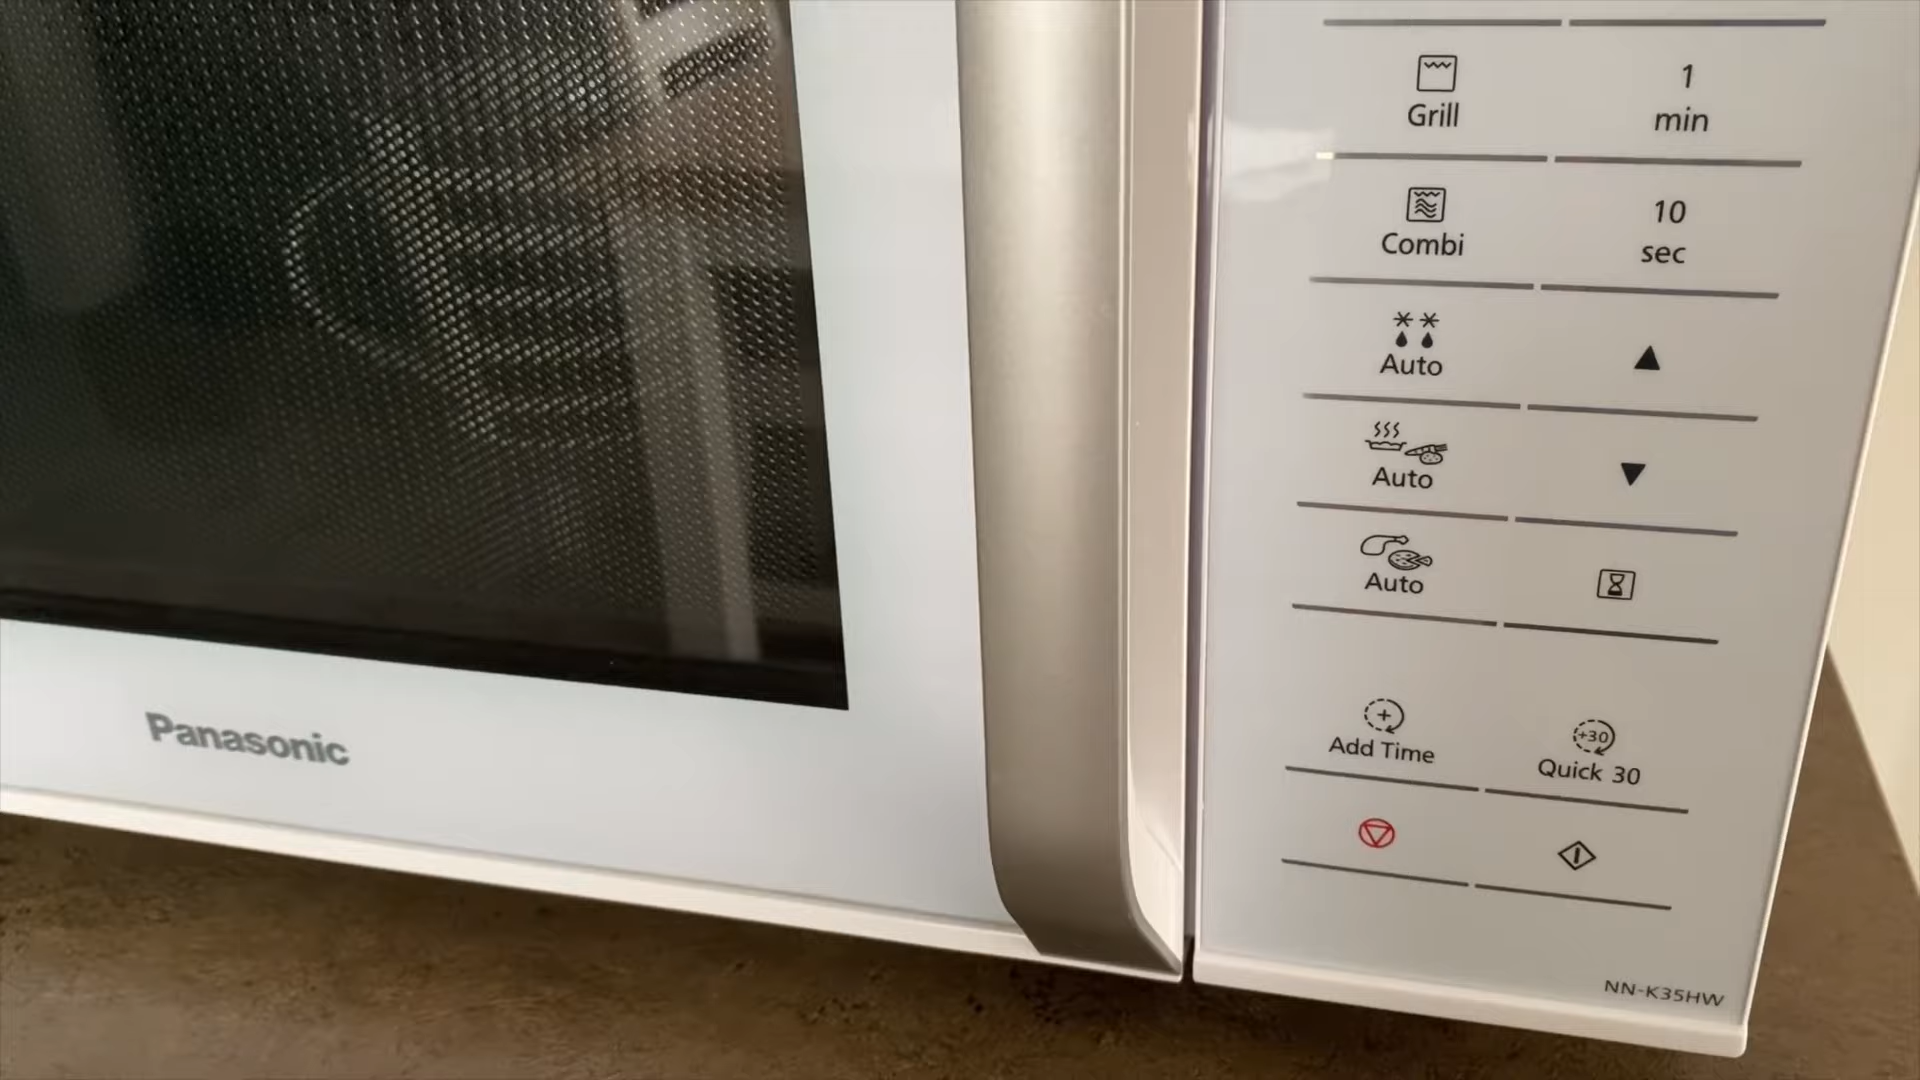 Grill
1
min
Combi
10
sec
Auto
Auto
Auto
+30
Add Time
Quick 30
Panasonic
NN-K35HW